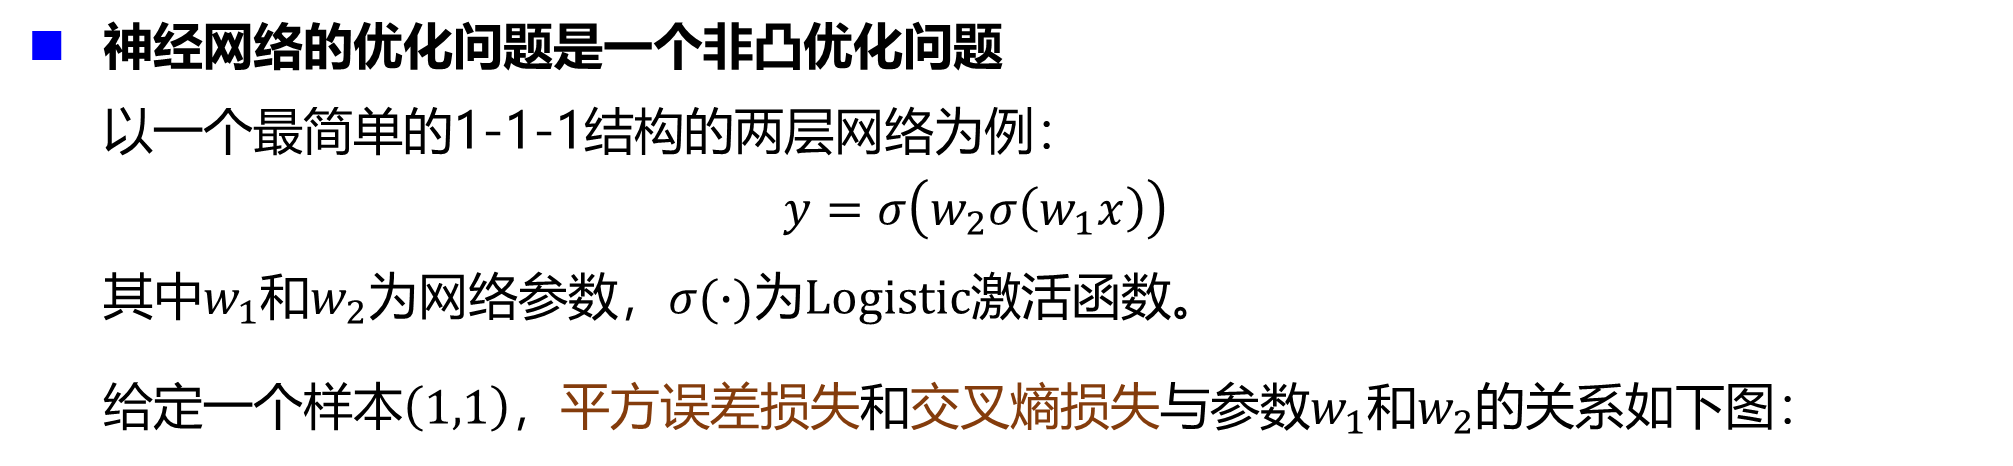 神经网络的优化问题是一个非凸优化问题
以一个最简单的1-1-1结构的两层网络为例：
y = σ(w₂σ(w₁x))
其中w₁和w₂为网络参数，σ(·)为Logistic激活函数。
给定一个样本(1,1)，平方误差损失和交叉熵损失与参数w₁和w₂的关系如下图：